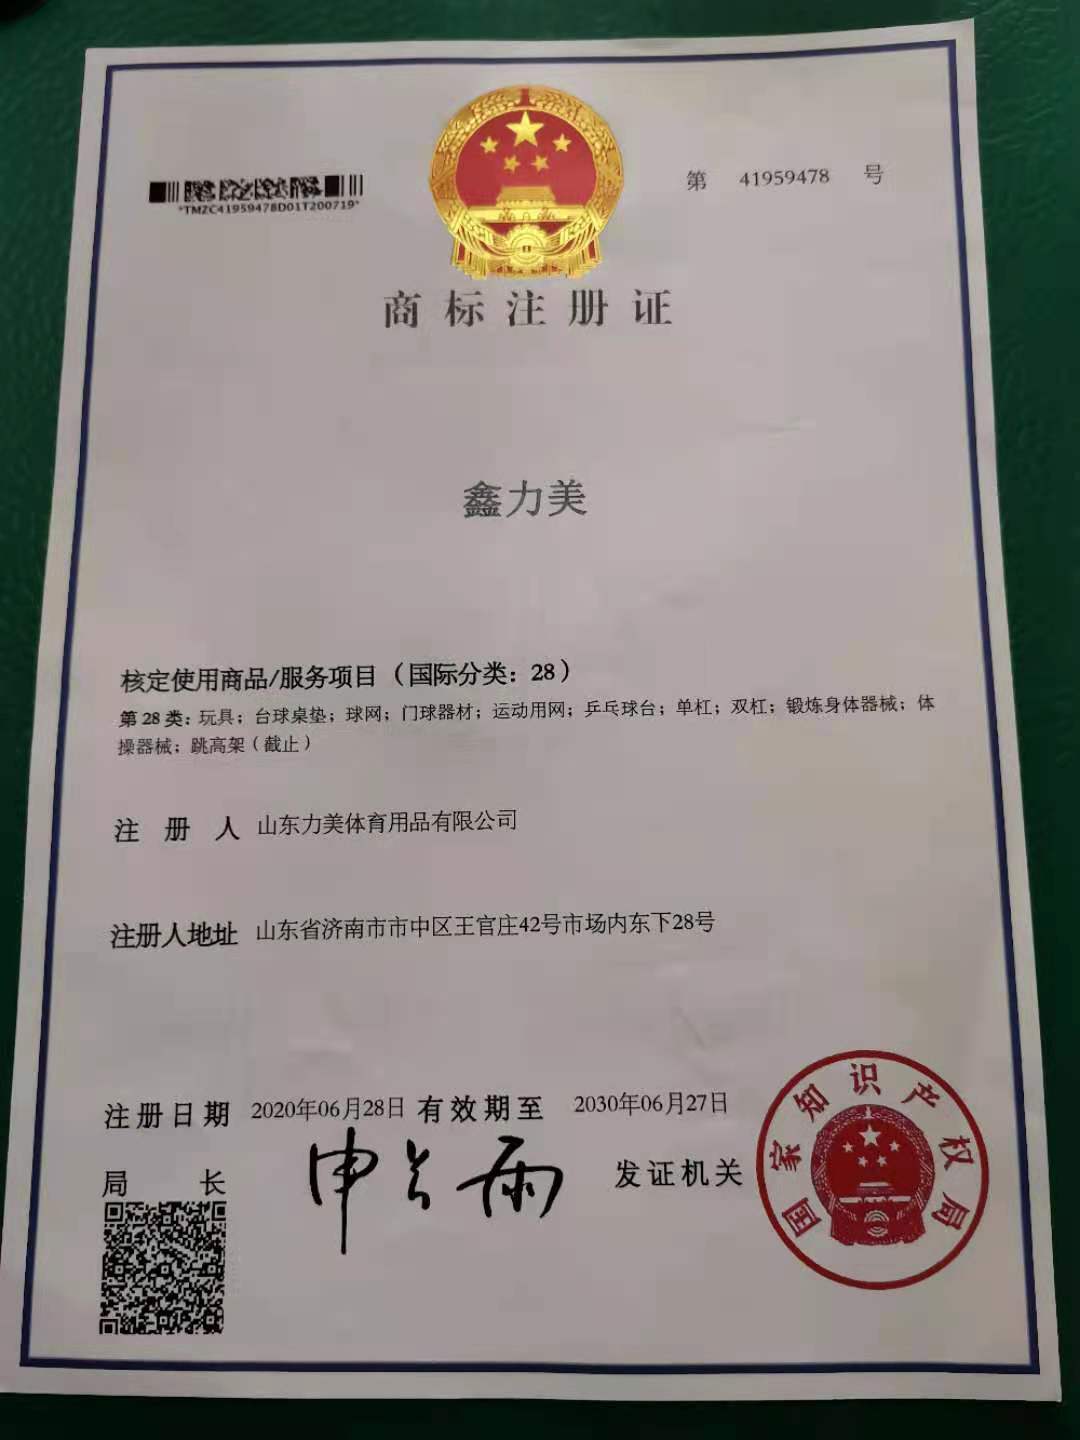 *TMZC41959478D01T200719*
第 41959478 号
商标注册证
鑫力美
核定使用商品/服务项目（国际分类：28）
第28类：玩具；台球桌垫；球网；门球器材；运动用网；乒乓球台；单杠；双杠；锻炼身体器械；体
操器械；跳高架（截止）
注册人 山东力美体育用品有限公司
注册人地址 山东省济南市市中区王官庄42号市场内东下28号
注册日期 2020年06月28日 有效期至 2030年06月27日
局长 申长雨 发证机关
国家知识产权局